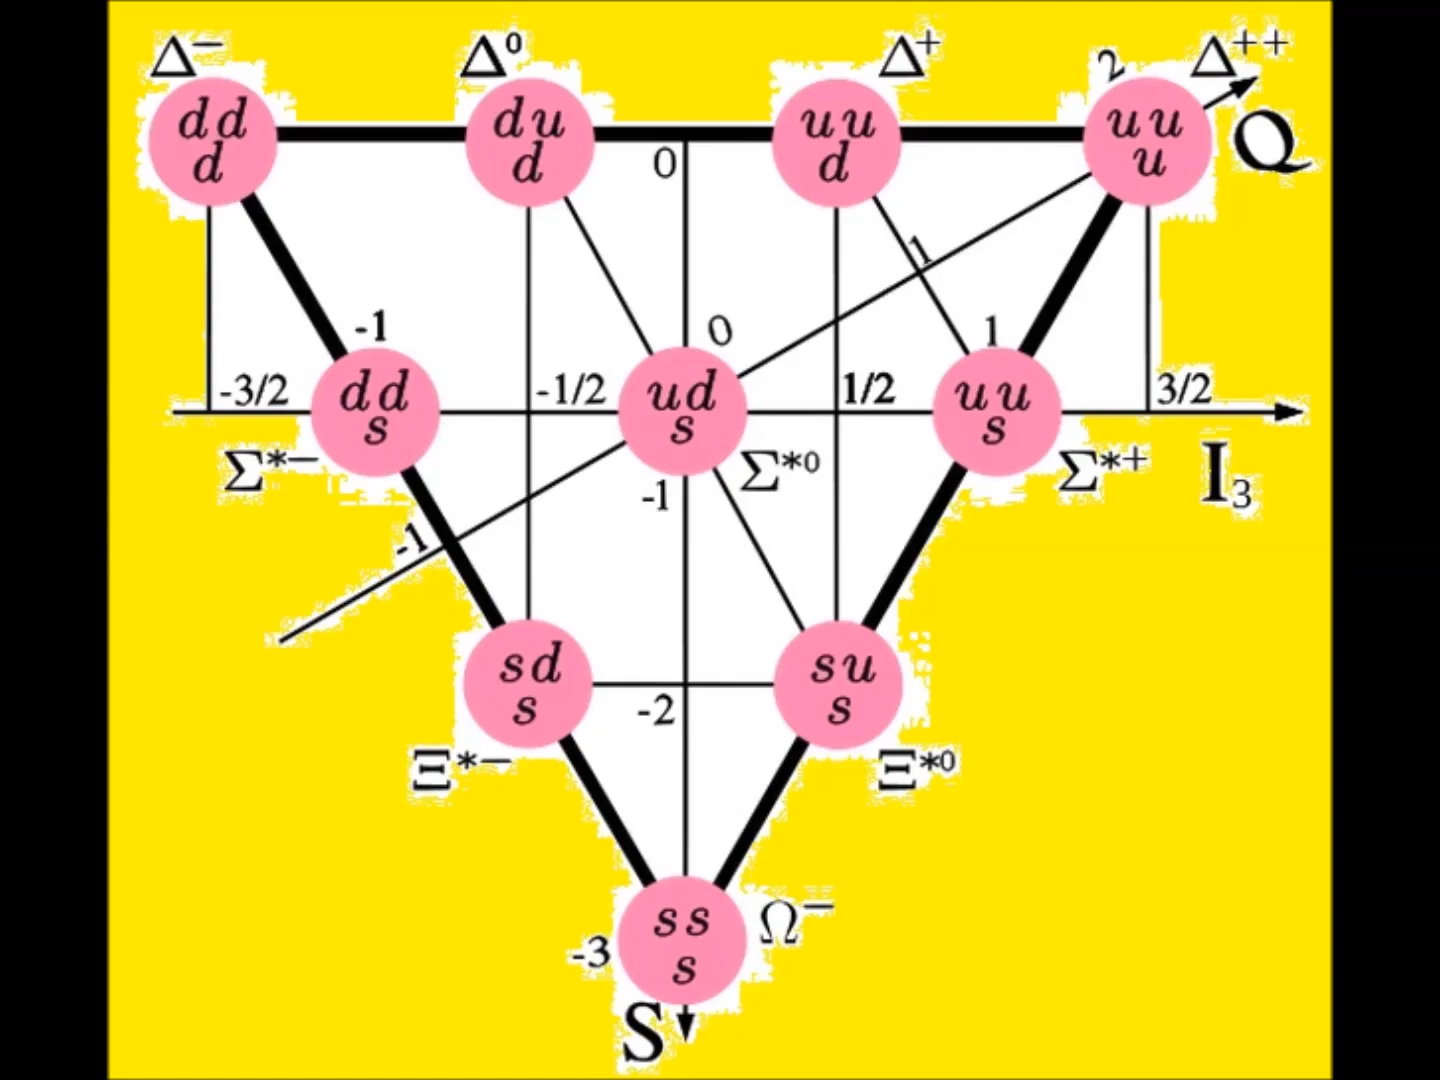 Δ⁻ Δ⁰ Δ⁺ 2 Δ⁺⁺
d d d u u u u u
d d d u
Q
0
1
-1 0 1
-3/2 -1/2 1/2 3/2
d d u d u u
s s s
Σ*⁻ Σ*⁰ Σ*⁺ I₃
-1
-1
s d s u
s s
-2
Ξ*⁻ Ξ*⁰
s s Ω⁻
-3 s
S